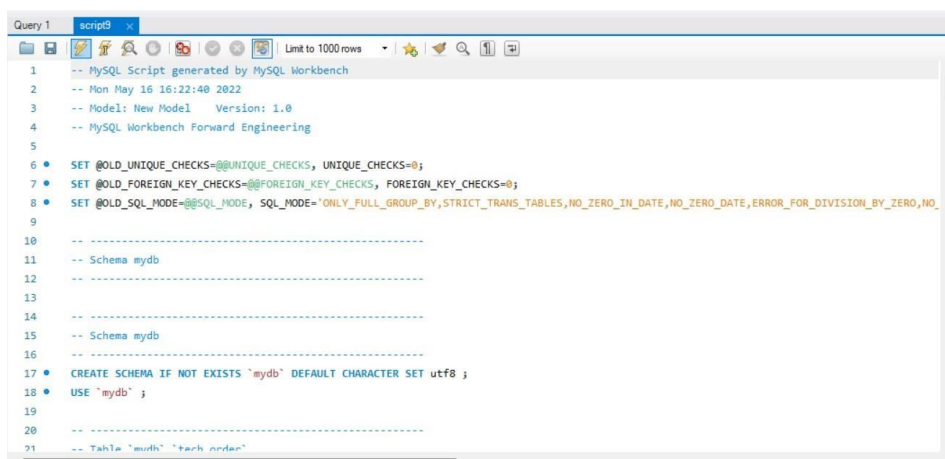 Query 1
script9
Limit to 1000 rows
1 -- MySQL Script generated by MySQL Workbench
2 -- Mon May 16 16:22:40 2022
3 -- Model: New Model    Version: 1.0
4 -- MySQL Workbench Forward Engineering
5
6 SET @OLD_UNIQUE_CHECKS=@@UNIQUE_CHECKS, UNIQUE_CHECKS=0;
7 SET @OLD_FOREIGN_KEY_CHECKS=@@FOREIGN_KEY_CHECKS, FOREIGN_KEY_CHECKS=0;
8 SET @OLD_SQL_MODE=@@SQL_MODE, SQL_MODE='ONLY_FULL_GROUP_BY,STRICT_TRANS_TABLES,NO_ZERO_IN_DATE,NO_ZERO_DATE,ERROR_FOR_DIVISION_BY_ZERO,NO_
9
10 -- -----------------------------------------------------
11 -- Schema mydb
12 -- -----------------------------------------------------
13
14 -- -----------------------------------------------------
15 -- Schema mydb
16 -- -----------------------------------------------------
17 CREATE SCHEMA IF NOT EXISTS `mydb` DEFAULT CHARACTER SET utf8 ;
18 USE `mydb` ;
19
20 -- -----------------------------------------------------
21 -- Table `mydb`.`tech_order`